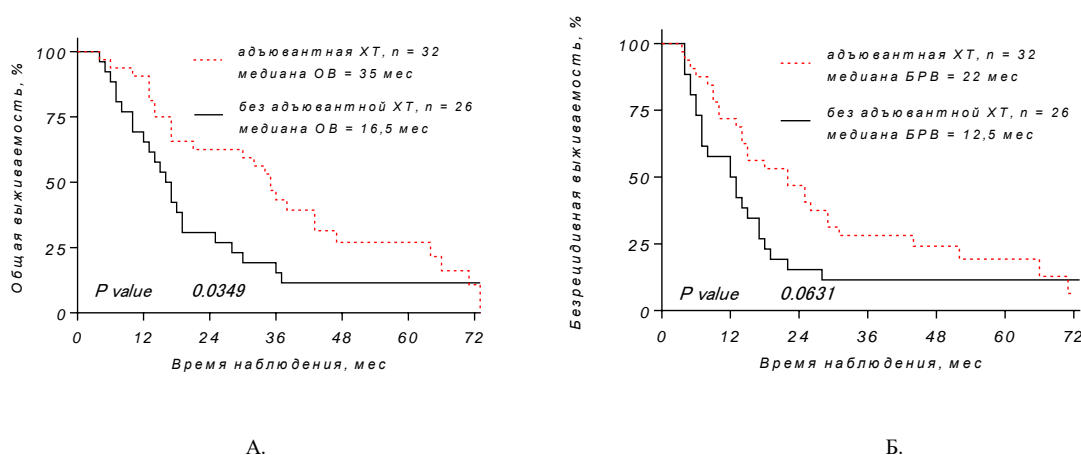 Общая выживаемость, %
100
75
50
25
0
адъювантная ХТ, n = 32
медиана ОВ = 35 мес
без адъювантной ХТ, n = 26
медиана ОВ = 16,5 мес
P value 0.0349
0 12 24 36 48 60 72
Время наблюдения, мес
А.
Безрецидивная выживаемость, %
100
75
50
25
0
адъювантная ХТ, n = 32
медиана БРВ = 22 мес
без адъювантной ХТ, n = 26
медиана БРВ = 12,5 мес
P value 0.0631
0 12 24 36 48 60 72
Время наблюдения, мес
Б.